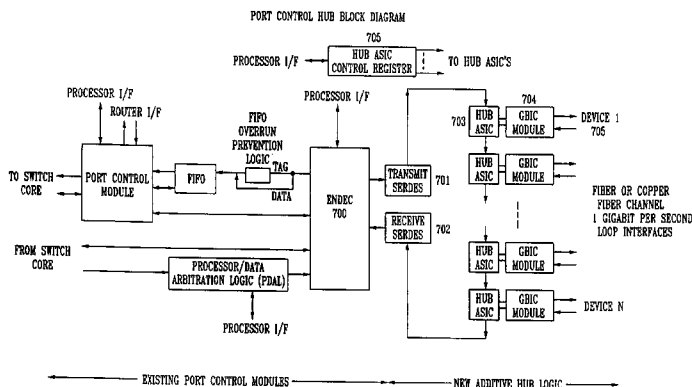 PORT CONTROL HUB BLOCK DIAGRAM
705
PROCESSOR I/F
HUB ASIC
CONTROL REGISTER
TO HUB ASIC'S
PROCESSOR I/F
ROUTER I/F
PROCESSOR I/F
FIFO
OVERRUN
PREVENTION
LOGIC
TAG
DATA
TO SWITCH
CORE
PORT CONTROL
MODULE
FIFO
ENDEC
700
TRANSMIT
SERDES
701
RECEIVE
SERDES
702
703
704
HUB
ASIC
GBIC
MODULE
DEVICE 1
705
HUB
ASIC
GBIC
MODULE
FIBER OR COPPER
FIBER CHANNEL
1 GIGABIT PER SECOND
LOOP INTERFACES
HUB
ASIC
GBIC
MODULE
HUB
ASIC
GBIC
MODULE
DEVICE N
FROM SWITCH
CORE
PROCESSOR/DATA
ARBITRATION LOGIC (PDAL)
PROCESSOR I/F
EXISTING PORT CONTROL MODULES
NEW ADDITIVE HUB LOGIC